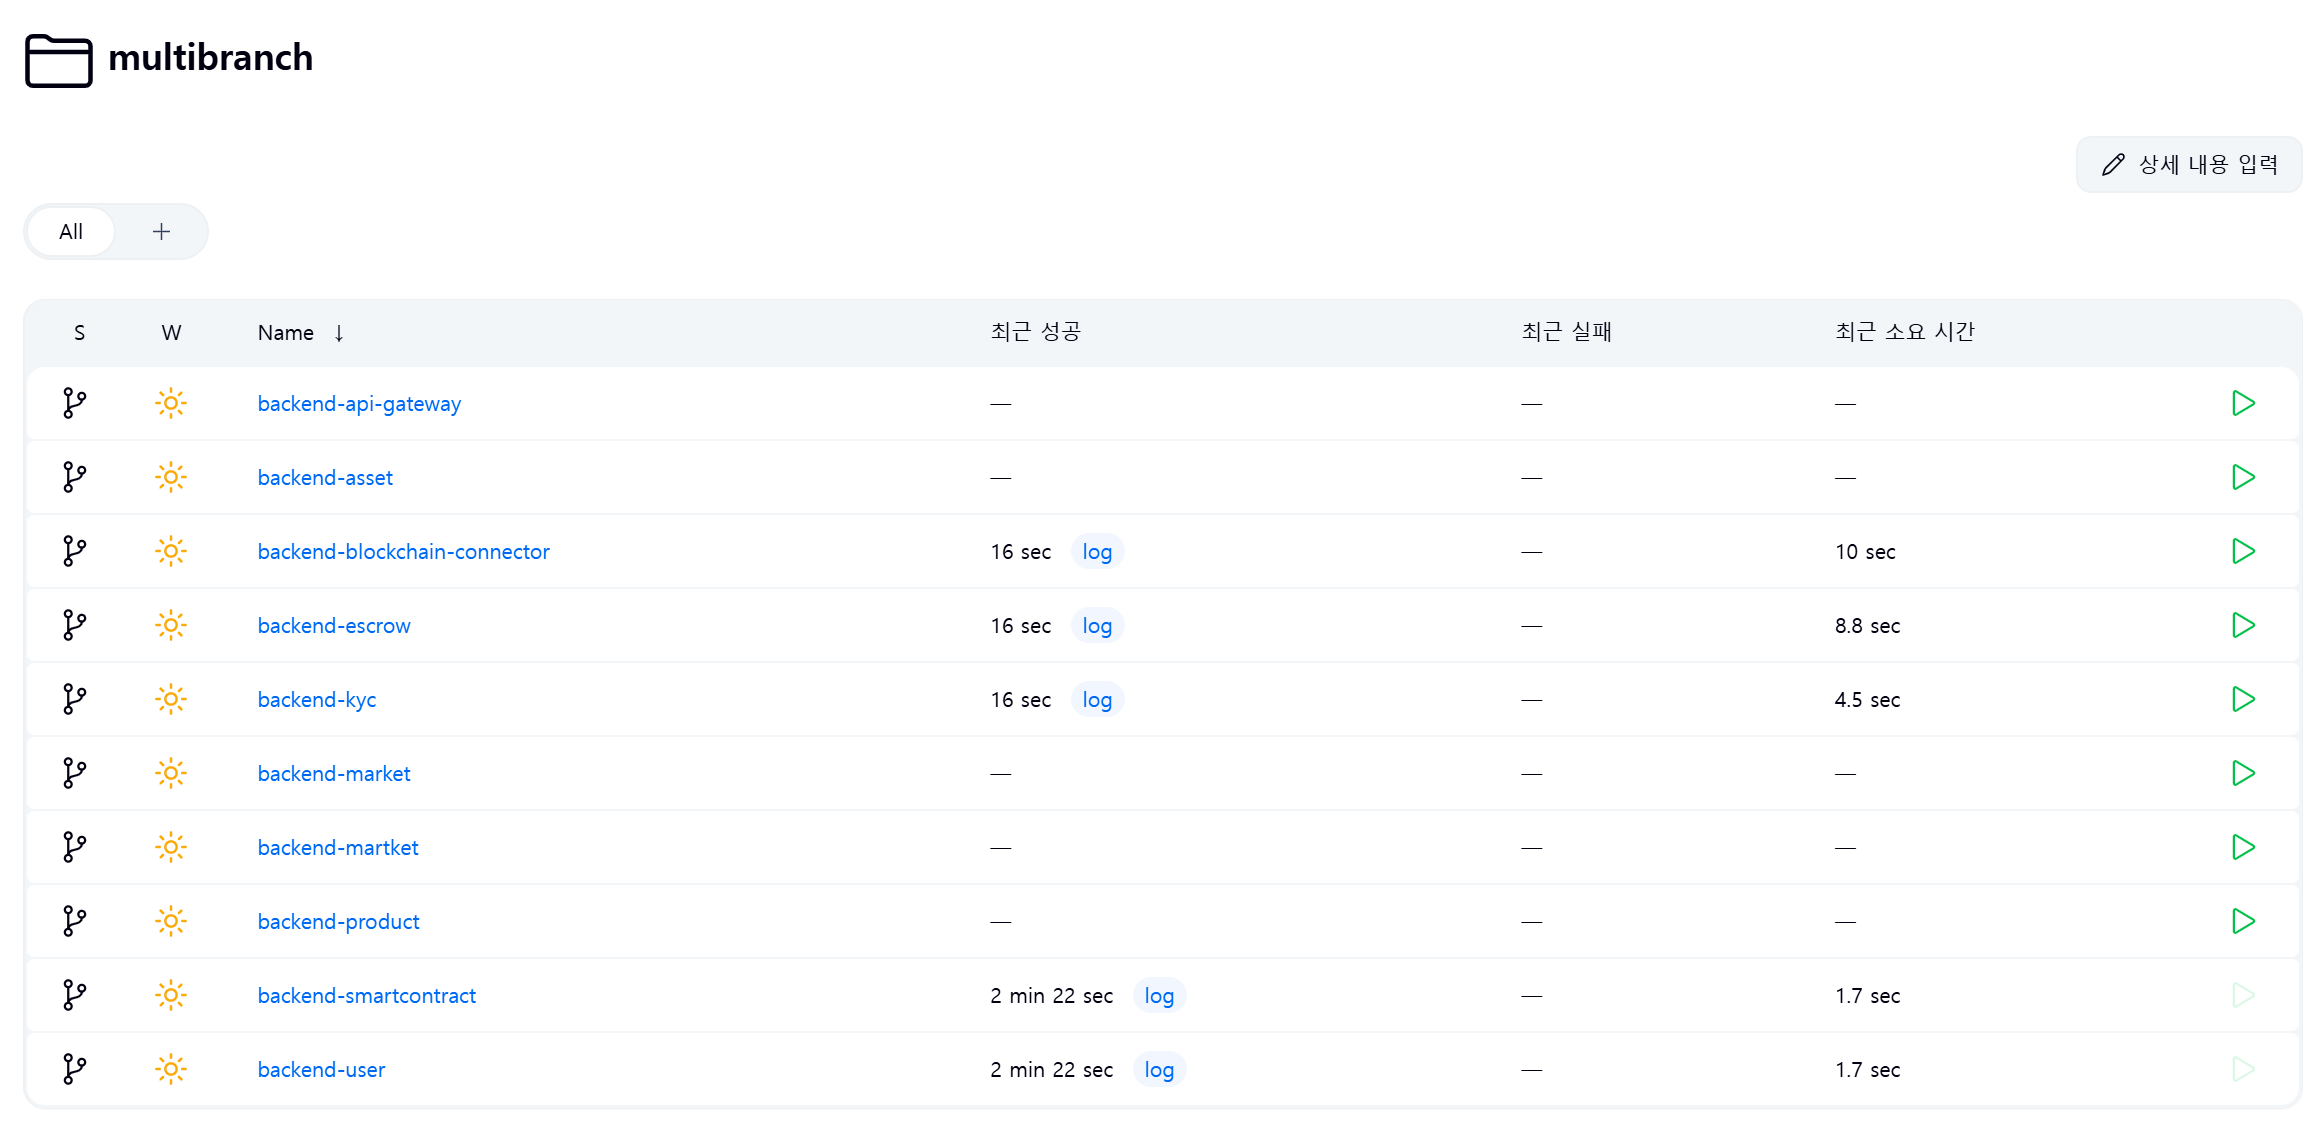 multibranch
상세 내용 입력
All +
S W Name ↓ 최근 성공 최근 실패 최근 소요 시간
backend-api-gateway — — —
backend-asset — — —
backend-blockchain-connector 16 sec log — 10 sec
backend-escrow 16 sec log — 8.8 sec
backend-kyc 16 sec log — 4.5 sec
backend-market — — —
backend-martket — — —
backend-product — — —
backend-smartcontract 2 min 22 sec log — 1.7 sec
backend-user 2 min 22 sec log — 1.7 sec